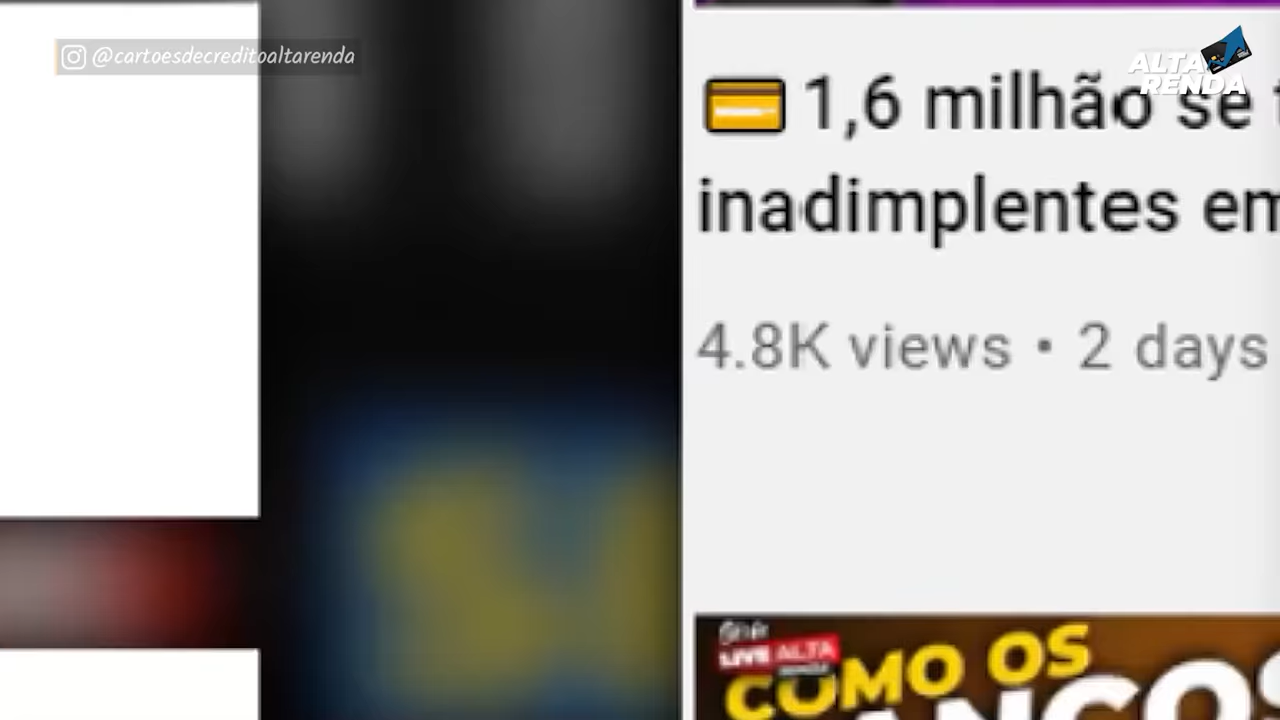 @cartoesdecreditoaltarenda
ALTA
RENDA
1,6 milhão se
inadimplentes em
4.8K views • 2 days
LIVE ALTA
COMO OS